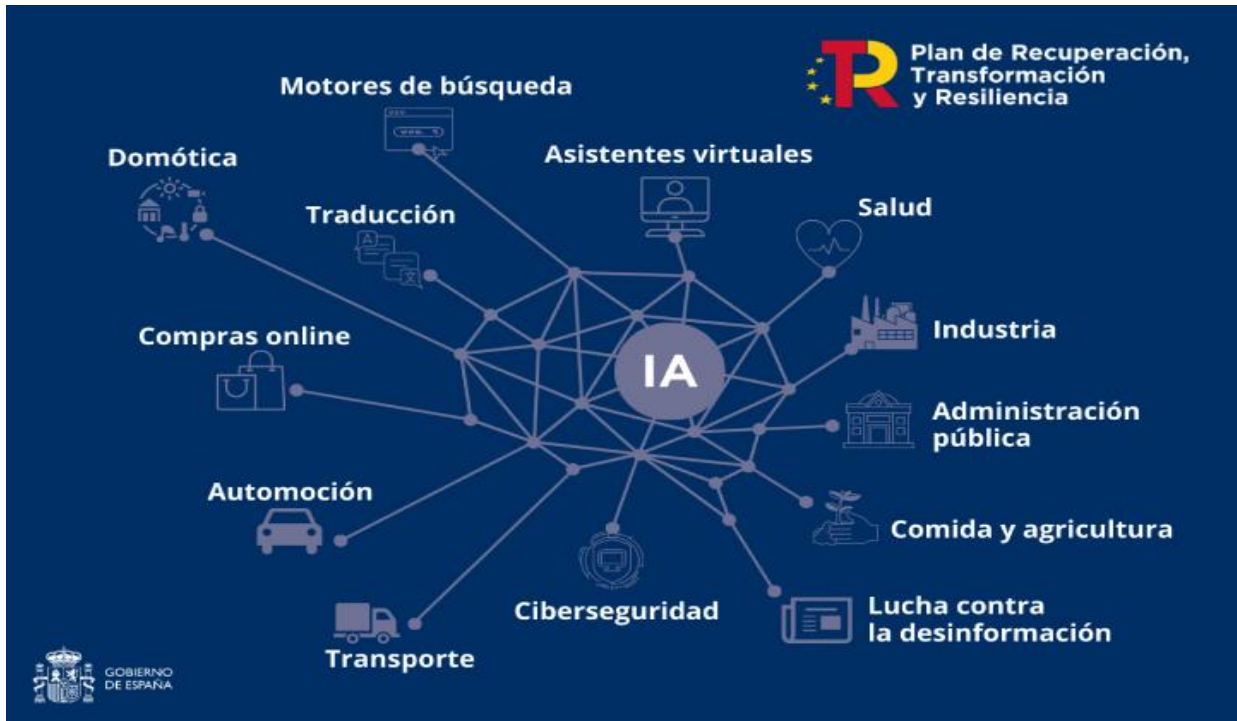 Plan de Recuperación,
Transformación
y Resiliencia
Motores de búsqueda
Domótica
Asistentes virtuales
Traducción
Salud
Compras online
Industria
IA
Administración
pública
Automoción
Comida y agricultura
Ciberseguridad
Lucha contra
la desinformación
Transporte
GOBIERNO
DE ESPAÑA